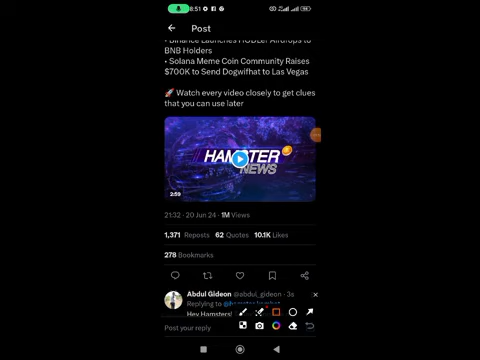 8:51
Post
• Binance Launches HODLer Airdrops to
BNB Holders
• Solana Meme Coin Community Raises
$700K to Send Dogwifhat to Las Vegas
🚀 Watch every video closely to get clues
that you can use later
HAMSTER
NEWS
2:59
21:32 · 20 Jun 24 · 1M Views
1,371 Reposts 62 Quotes 10.1K Likes
278 Bookmarks
Abdul Gideon @abdul_gideon · 3s
Replying to @hamster_kombat
Hey Hamsters!
Post your reply